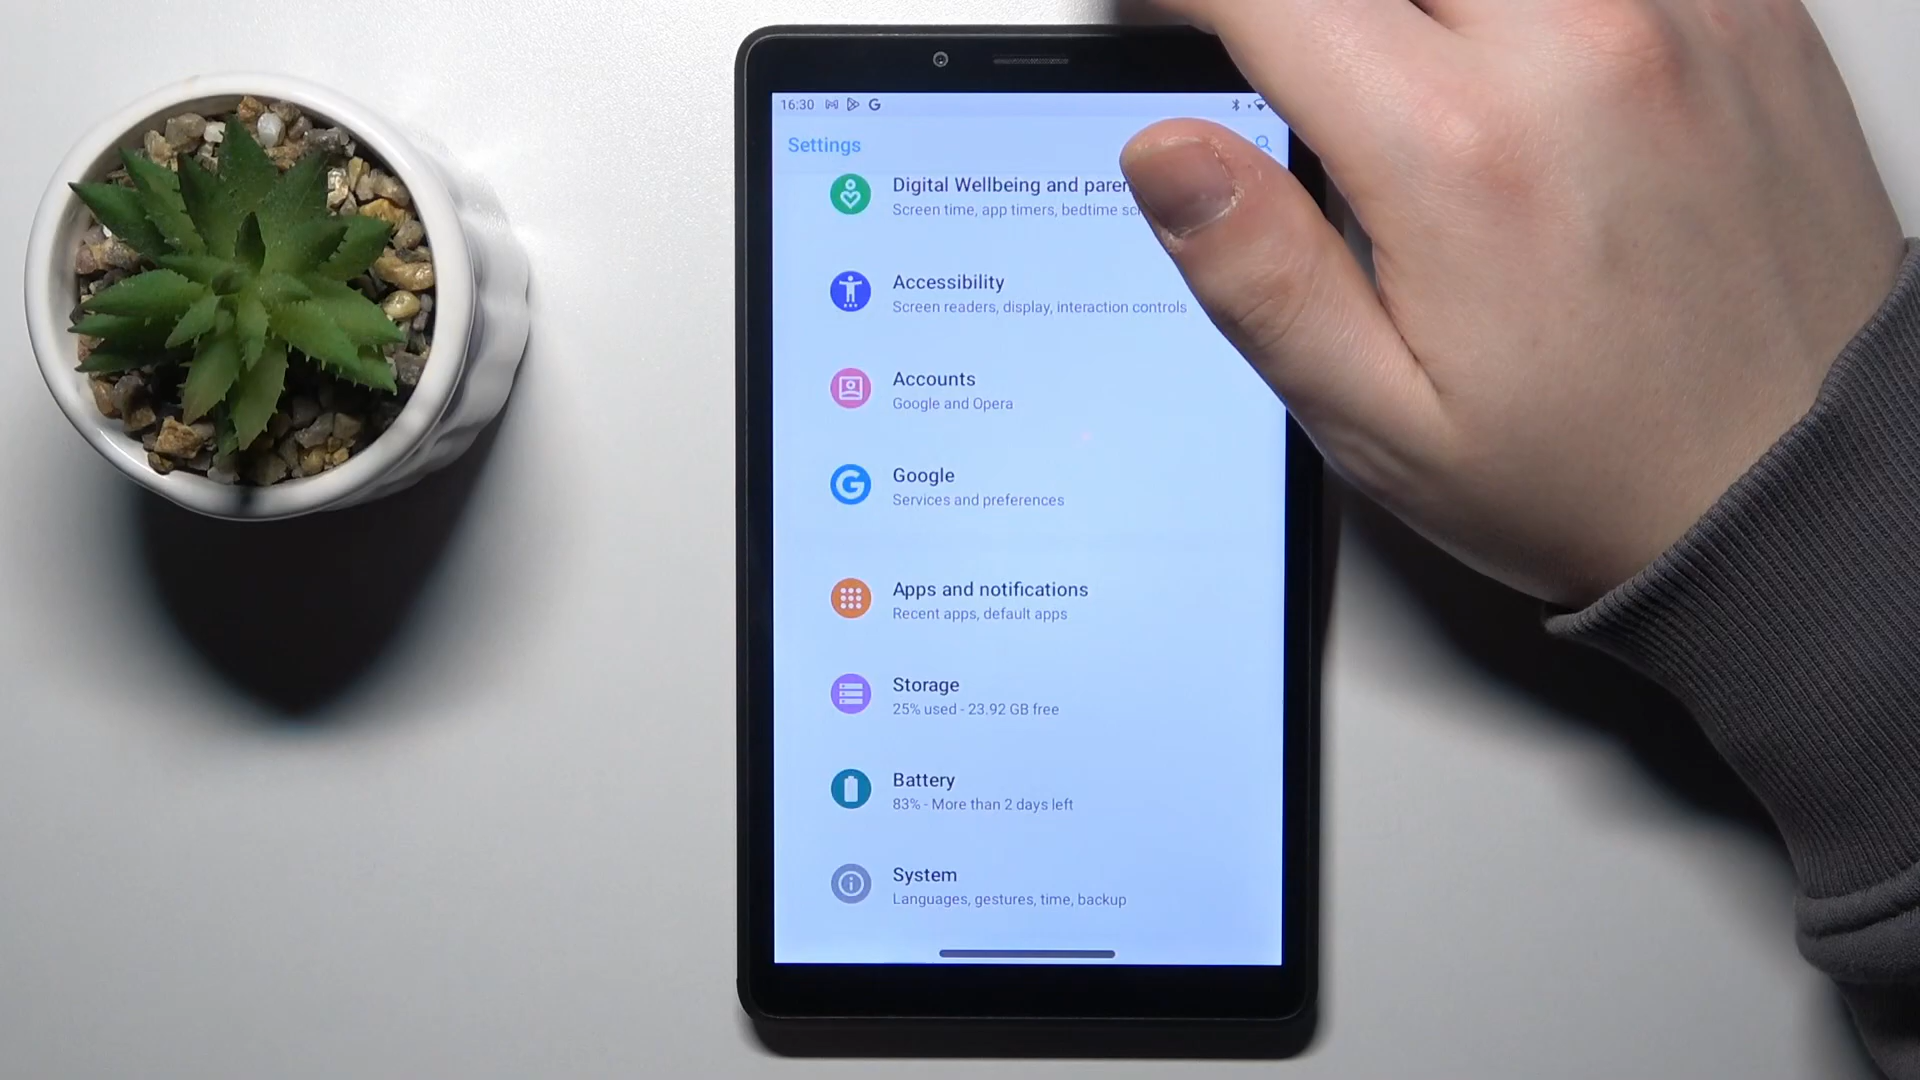 16:30
Settings
Digital Wellbeing and
Screen time, app timers, bedtime
Accessibility
Screen readers, display, interaction controls
Accounts
Google and Opera
Google
Services and preferences
Apps and notifications
Recent apps, default apps
Storage
25% used - 23.92 GB free
Battery
83% - More than 2 days left
System
Languages, gestures, time, backup